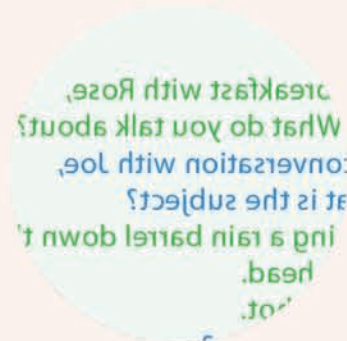 reakfast with Rose,
What do you talk about?
conversation with Joe,
at is the subject?
ing a rain barrel down t
head.